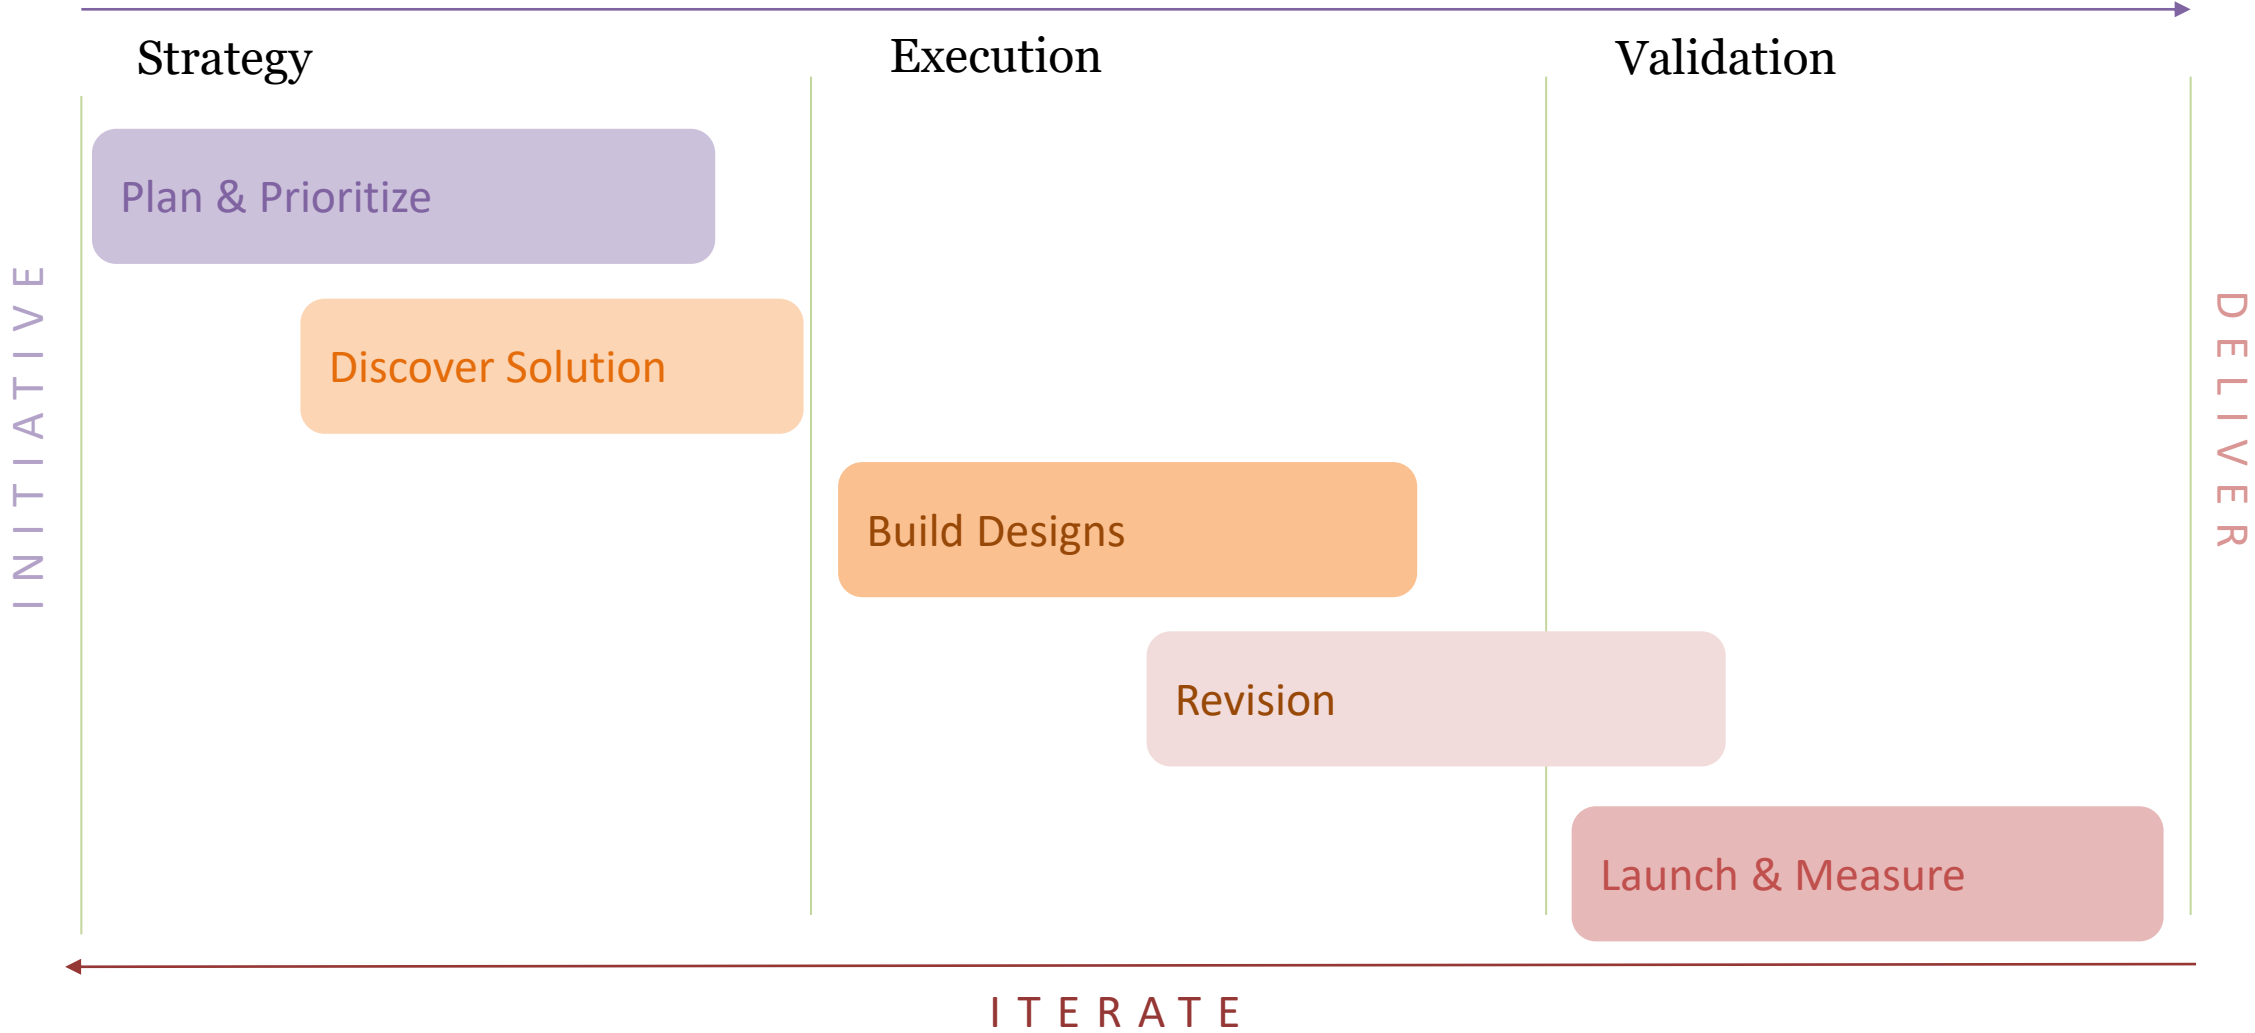 Strategy
Execution
Validation
Plan & Prioritize
Discover Solution
Build Designs
Revision
Launch & Measure
INITIATIVE
DELIVER
ITERATE